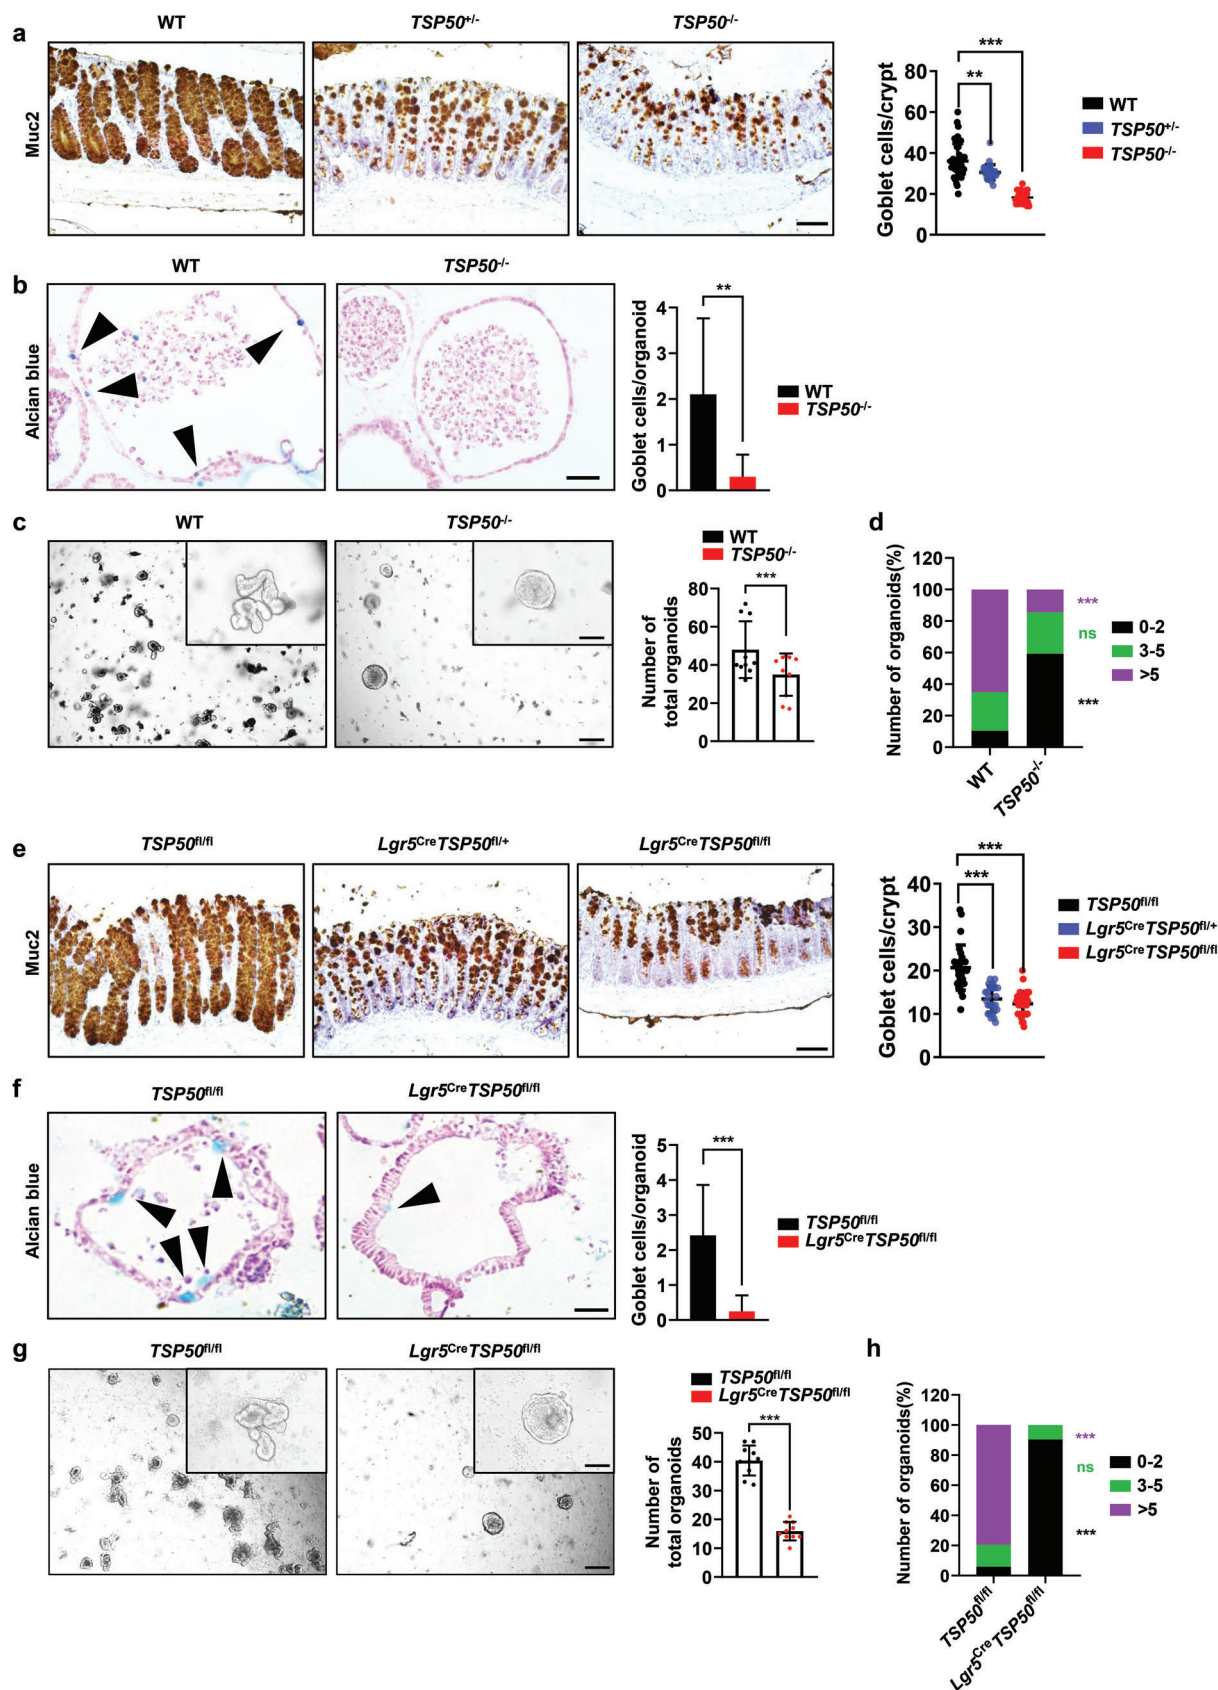 a
WT
TSP50+/-
TSP50-/-
Muc2
Goblet cells/crypt
80
60
40
20
0
**
***
WT
TSP50+/-
TSP50-/-
b
WT
TSP50-/-
Alcian blue
Goblet cells/organoid
4
3
2
1
0
**
WT
TSP50-/-
c
WT
TSP50-/-
WT
TSP50-/-
Number of
total organoids
80
60
40
20
0
***
d
Number of organoids(%)
120
100
80
60
40
20
0
***
ns
***
0-2
3-5
>5
WT
TSP50-/-
e
TSP50fl/fl
Lgr5CreTSP50fl/+
Lgr5CreTSP50fl/fl
Muc2
Goblet cells/crypt
40
30
20
10
0
***
***
TSP50fl/fl
Lgr5CreTSP50fl/+
Lgr5CreTSP50fl/fl
f
TSP50fl/fl
Lgr5CreTSP50fl/fl
Alcian blue
Goblet cells/organoid
5
4
3
2
1
0
***
TSP50fl/fl
Lgr5CreTSP50fl/fl
g
TSP50fl/fl
Lgr5CreTSP50fl/fl
TSP50fl/fl
Lgr5CreTSP50fl/fl
Number of
total organoids
50
40
30
20
10
0
***
h
Number of organoids(%)
120
100
80
60
40
20
0
***
ns
***
0-2
3-5
>5
TSP50fl/fl
Lgr5CreTSP50fl/fl